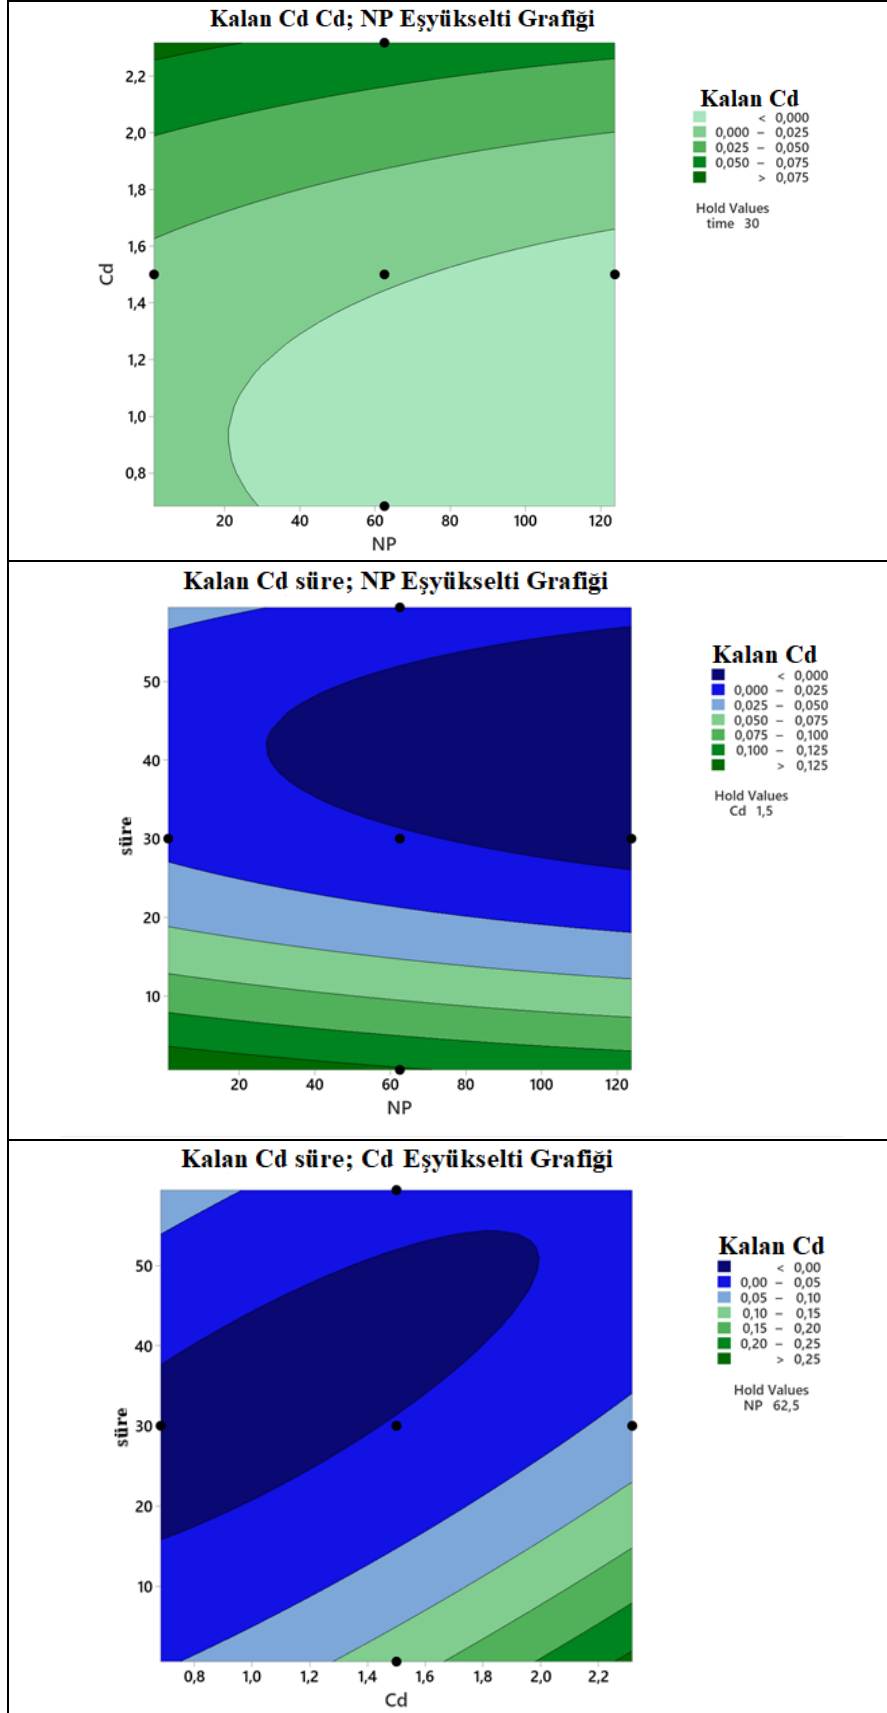 Kalan Cd Cd; NP Eşyükselti Grafiği
2,2
2,0
1,8
1,6
1,4
1,2
1,0
0,8
Cd
20 40 60 80 100 120
NP
Kalan Cd
< 0,000
0,000 – 0,025
0,025 – 0,050
0,050 – 0,075
> 0,075
Hold Values
time 30
Kalan Cd süre; NP Eşyükselti Grafiği
50
40
30
20
10
süre
20 40 60 80 100 120
NP
Kalan Cd
< 0,000
0,000 – 0,025
0,025 – 0,050
0,050 – 0,075
0,075 – 0,100
0,100 – 0,125
> 0,125
Hold Values
Cd 1,5
Kalan Cd süre; Cd Eşyükselti Grafiği
50
40
30
20
10
süre
0,8 1,0 1,2 1,4 1,6 1,8 2,0 2,2
Cd
Kalan Cd
< 0,00
0,00 – 0,05
0,05 – 0,10
0,10 – 0,15
0,15 – 0,20
0,20 – 0,25
> 0,25
Hold Values
NP 62,5